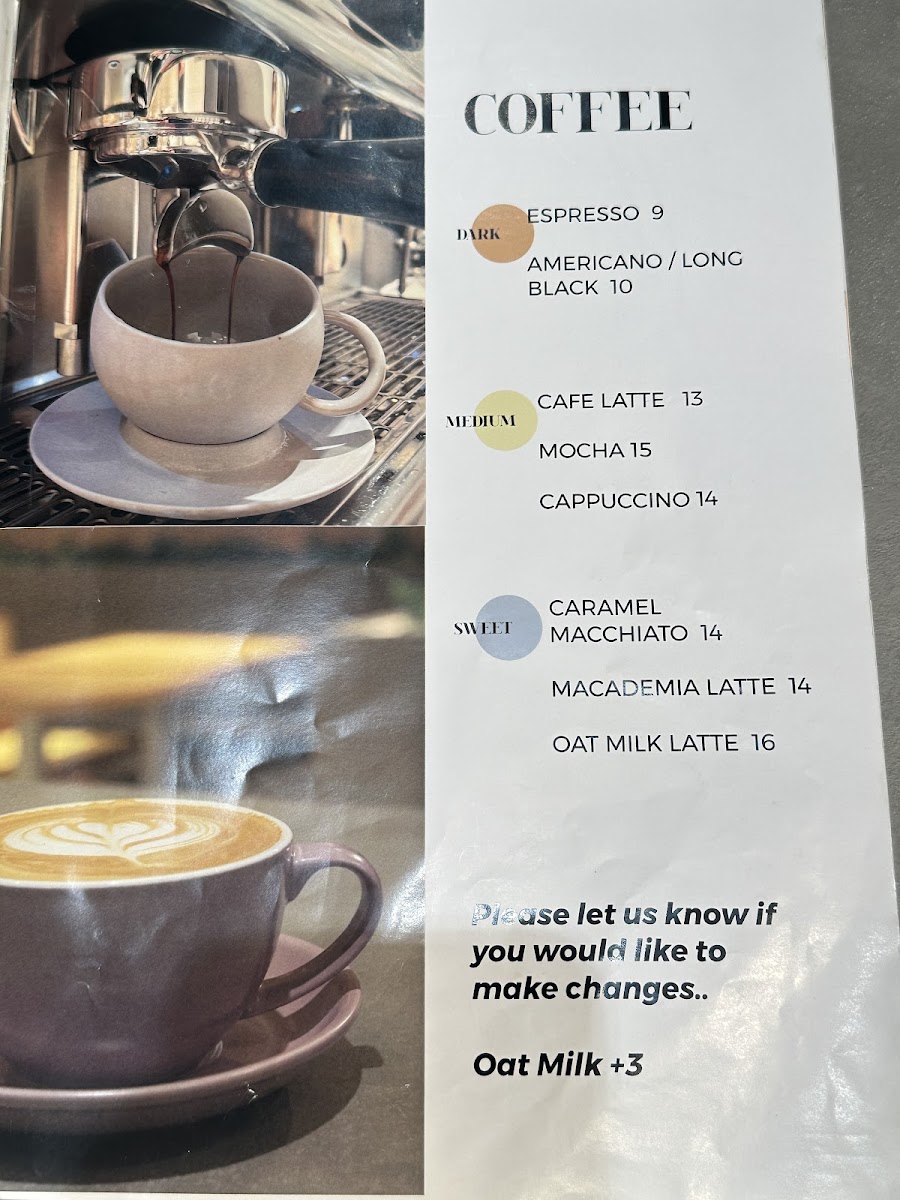 COFFEE
DARK
ESPRESSO 9
AMERICANO / LONG
BLACK 10
MEDIUM
CAFE LATTE 13
MOCHA 15
CAPPUCCINO 14
SWEET
CARAMEL
MACCHIATO 14
MACADEMIA LATTE 14
OAT MILK LATTE 16
Please let us know if
you would like to
make changes..
Oat Milk +3